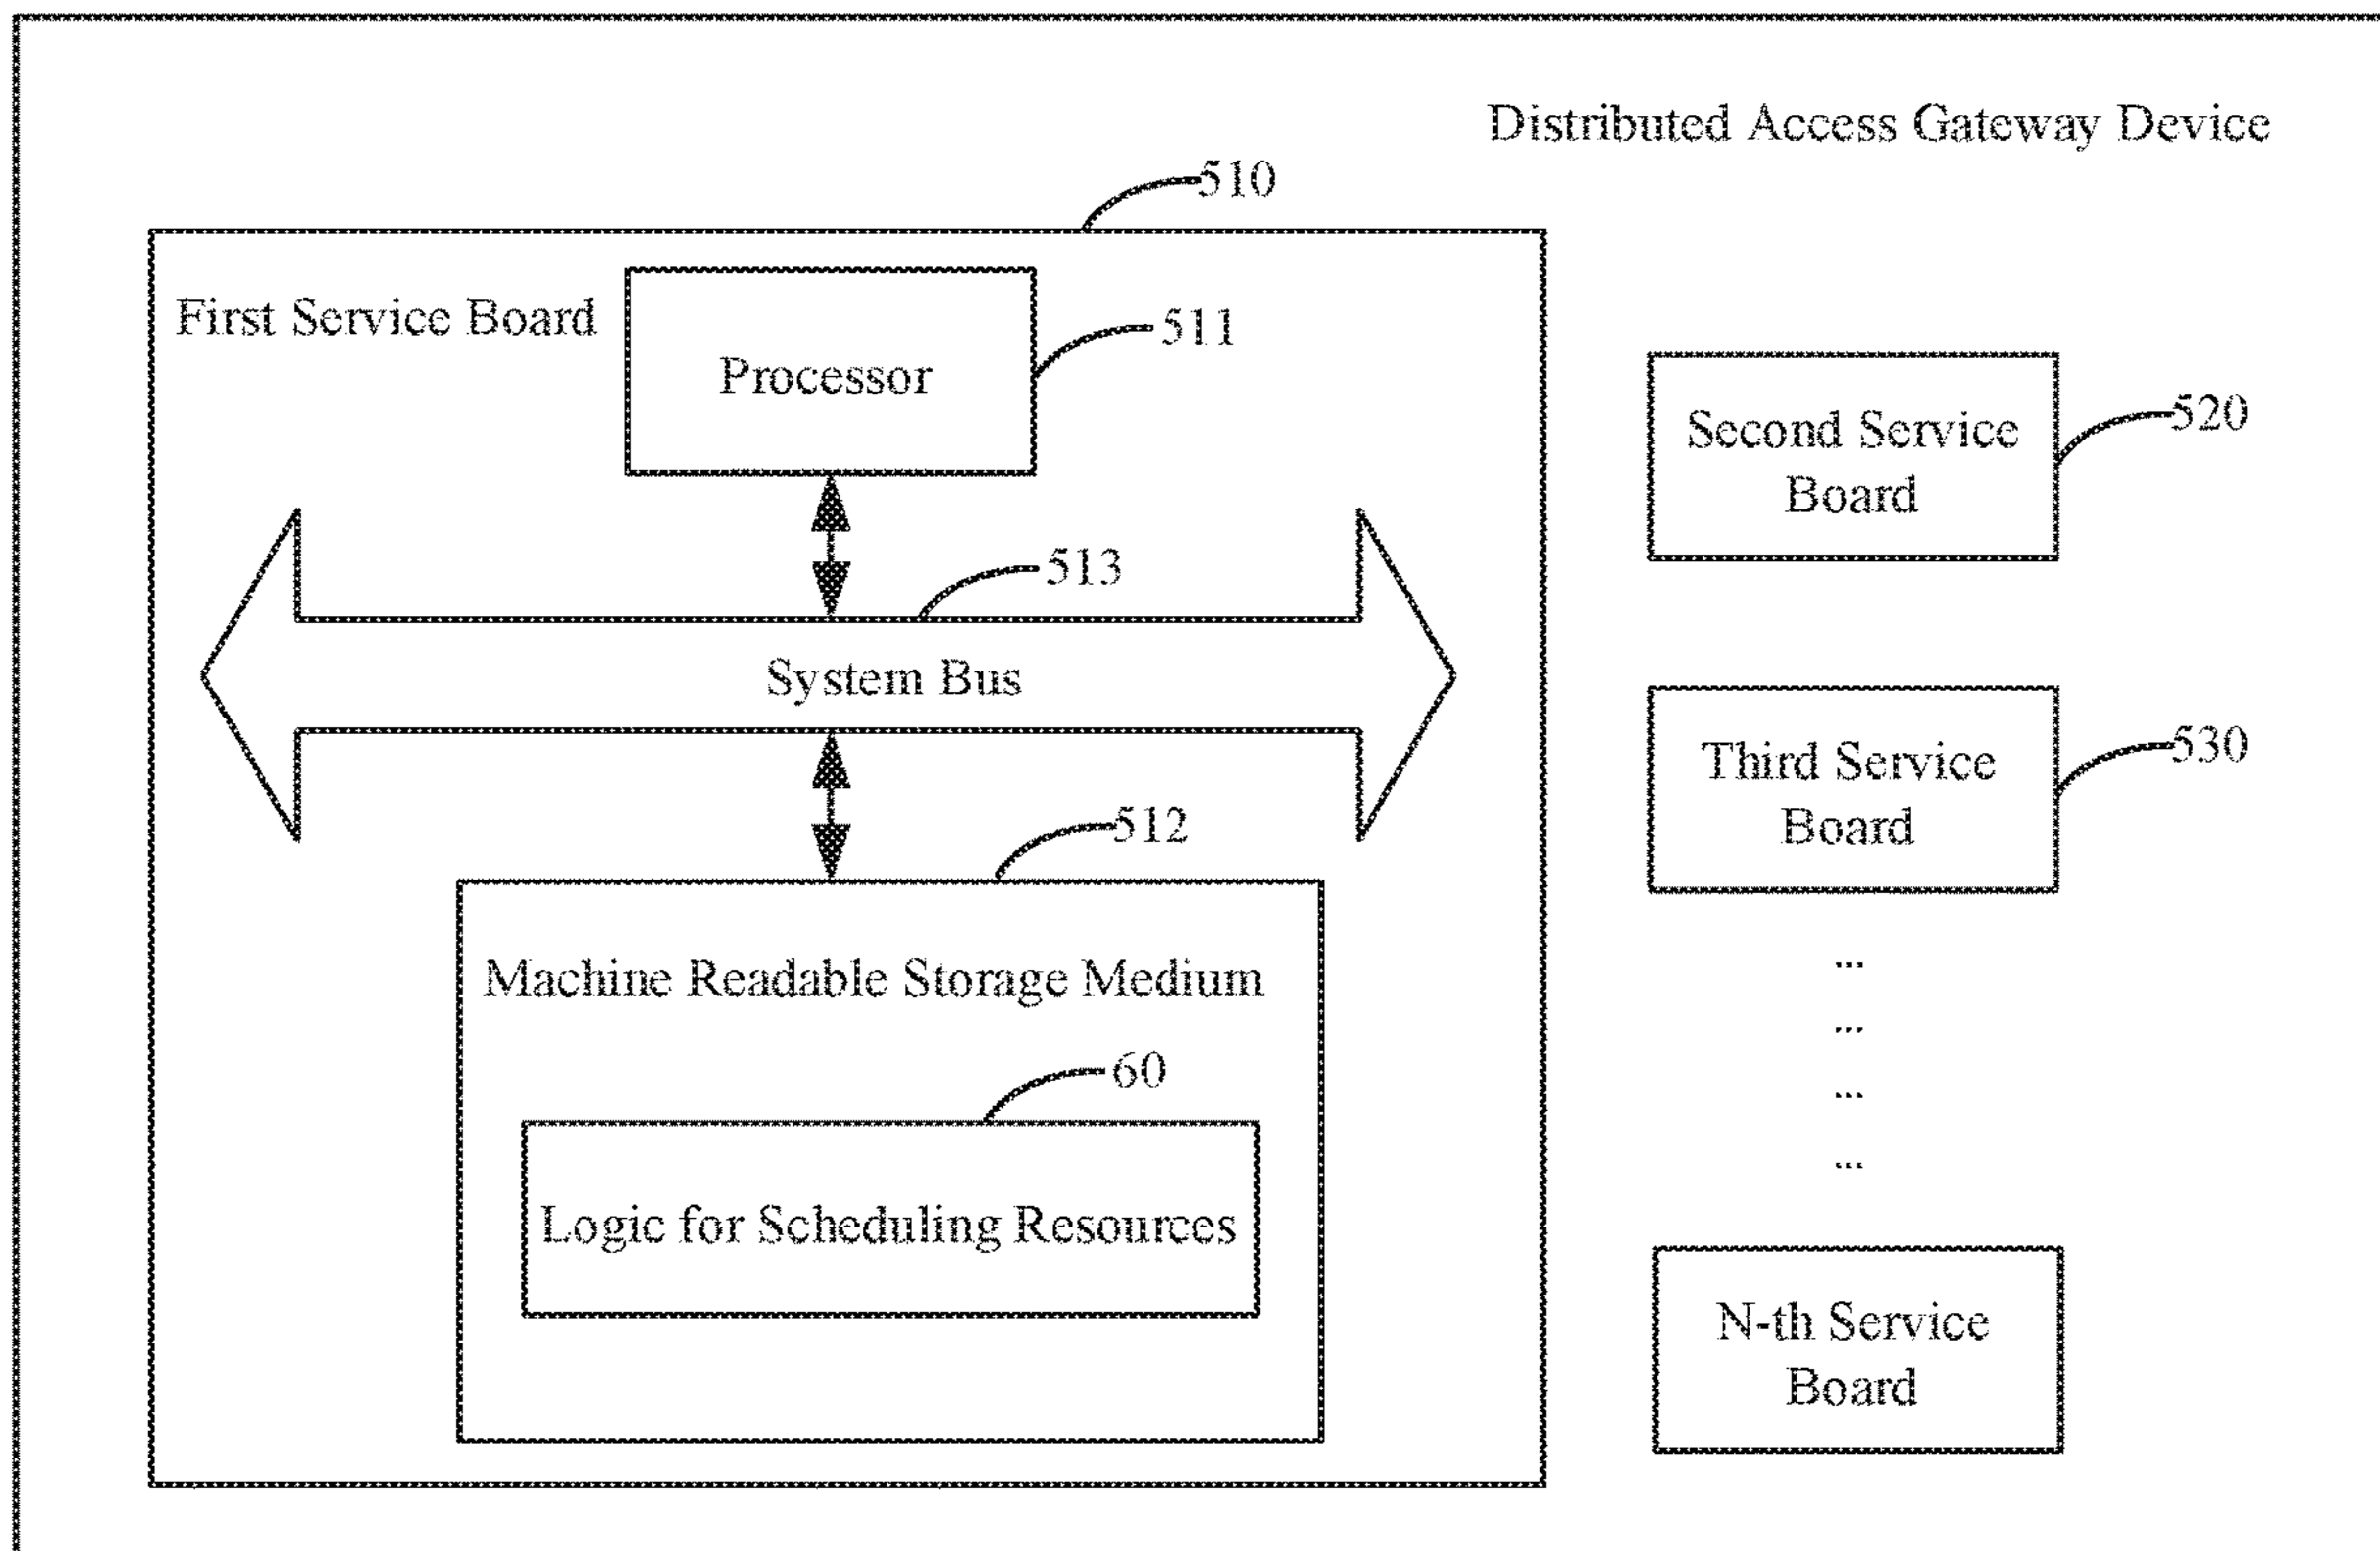 Distributed Access Gateway Device
510
First Service Board
511
Processor
520
Second Service
Board
513
System Bus
530
Third Service
Board
512
Machine Readable Storage Medium
...
...
60
...
...
Logic for Scheduling Resources
N-th Service
Board